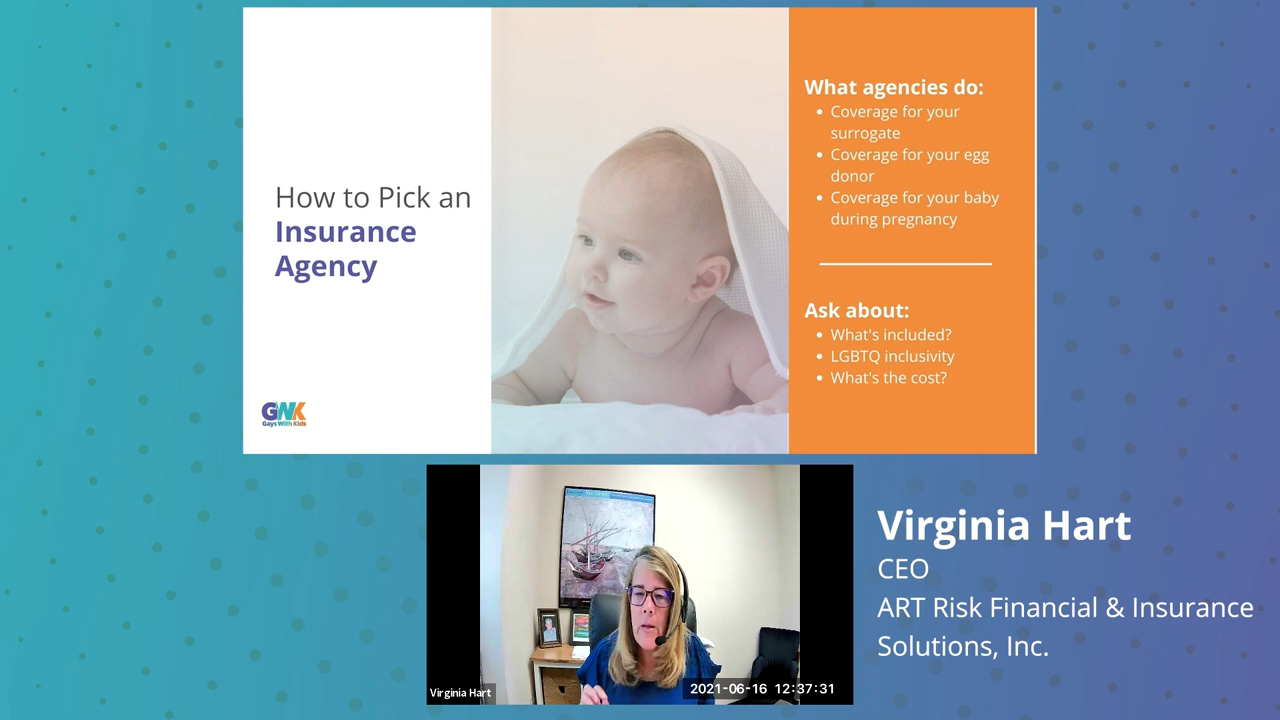 How to Pick an
Insurance
Agency
GWK
Gays With Kids
What agencies do:
• Coverage for your
surrogate
• Coverage for your egg
donor
• Coverage for your baby
during pregnancy
Ask about:
• What's included?
• LGBTQ inclusivity
• What's the cost?
Virginia Hart
2021-06-16 12:37:31
Virginia Hart
CEO
ART Risk Financial & Insurance
Solutions, Inc.